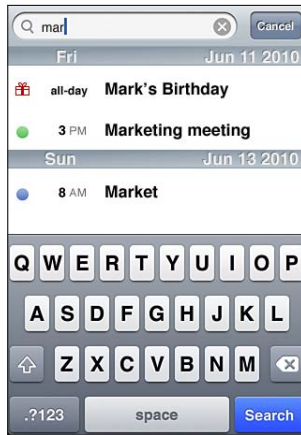 mar Cancel
Fri Jun 11 2010
all-day Mark's Birthday
3 PM Marketing meeting
Sun Jun 13 2010
8 AM Market
Q W E R T Y U I O P
A S D F G H J K L
Z X C V B N M
.?123 space Search